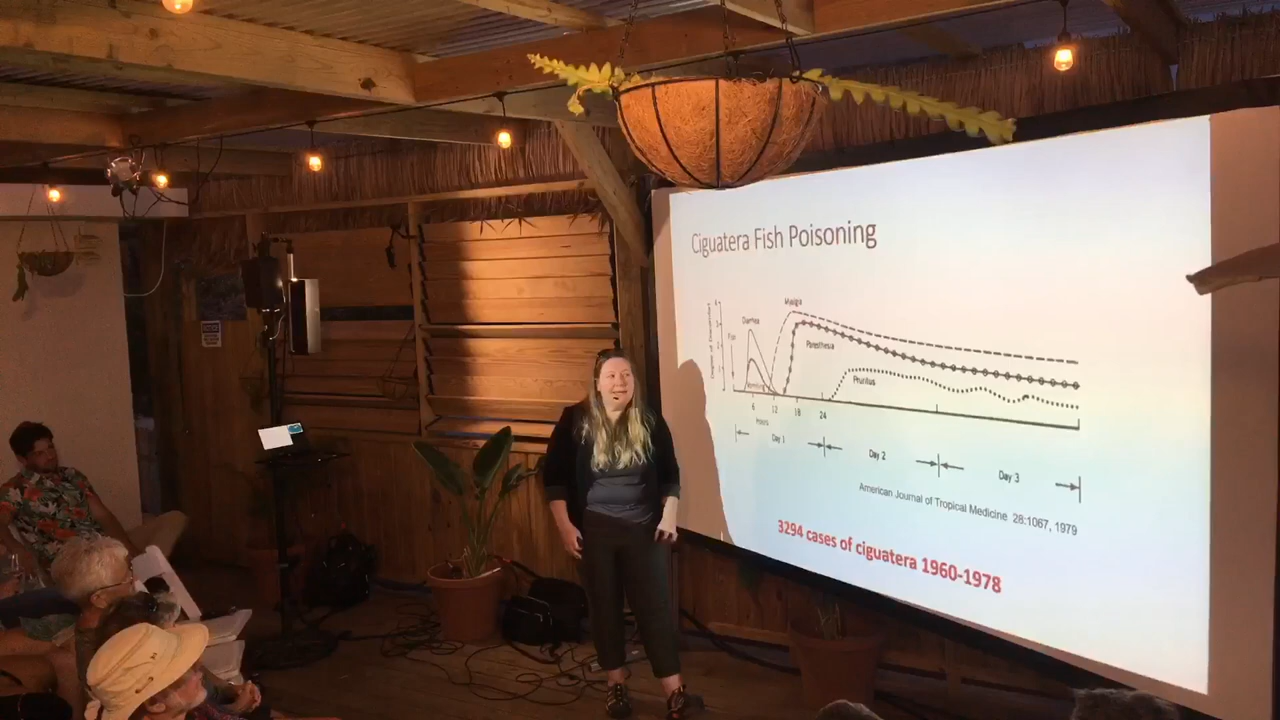 Ciguatera Fish Poisoning
Myalgia
Diarrhea
Fish
Paresthesia
Pruritus
6 12 18 24
Hours
Day 1 Day 2 Day 3
American Journal of Tropical Medicine 28:1067, 1979
3294 cases of ciguatera 1960-1978